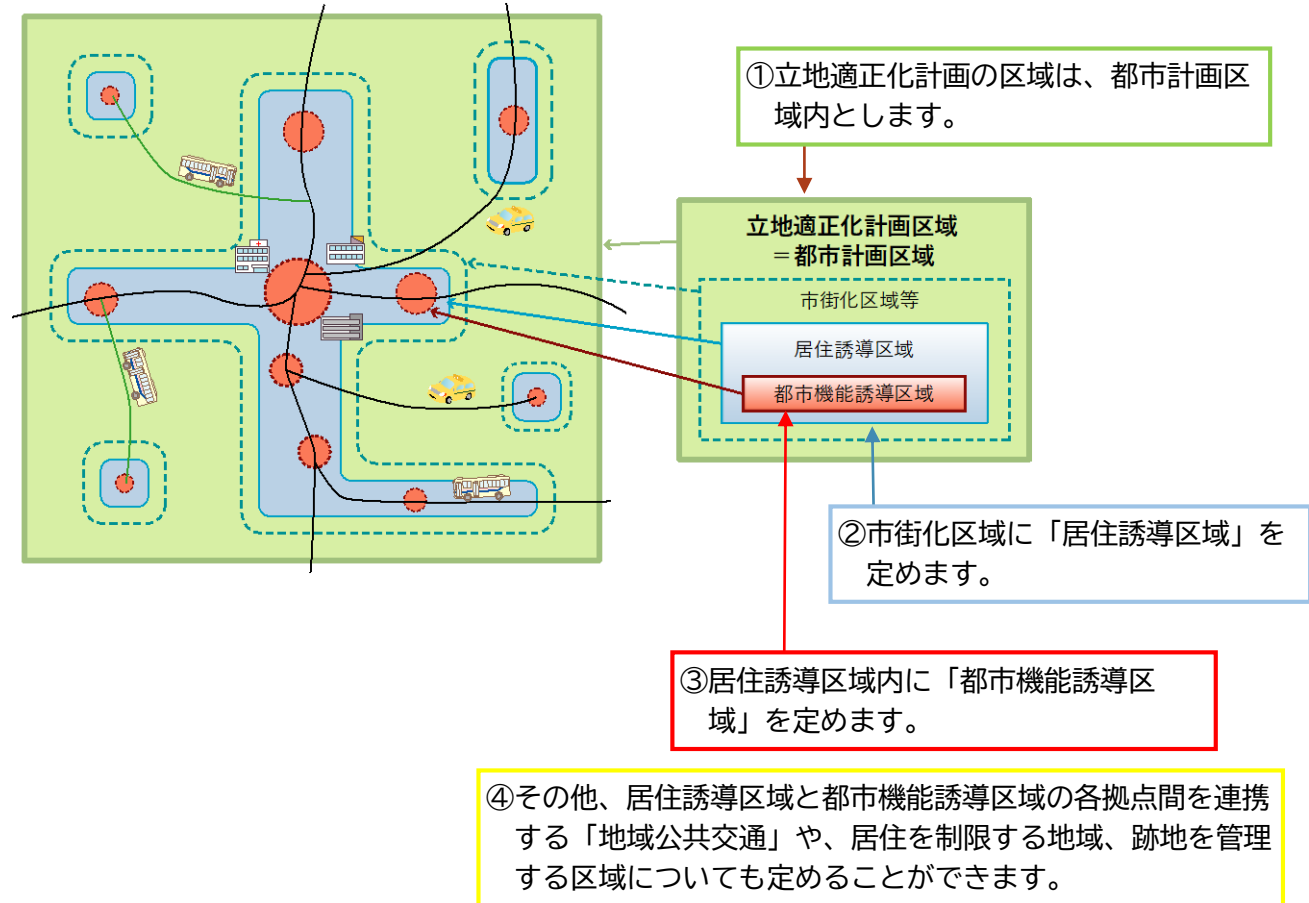 ①立地適正化計画の区域は、都市計画区
域内とします。
立地適正化計画区域
＝都市計画区域
市街化区域等
居住誘導区域
都市機能誘導区域
②市街化区域に「居住誘導区域」を
定めます。
③居住誘導区域内に「都市機能誘導区
域」を定めます。
④その他、居住誘導区域と都市機能誘導区域の各拠点間を連携
する「地域公共交通」や、居住を制限する地域、跡地を管理
する区域についても定めることができます。